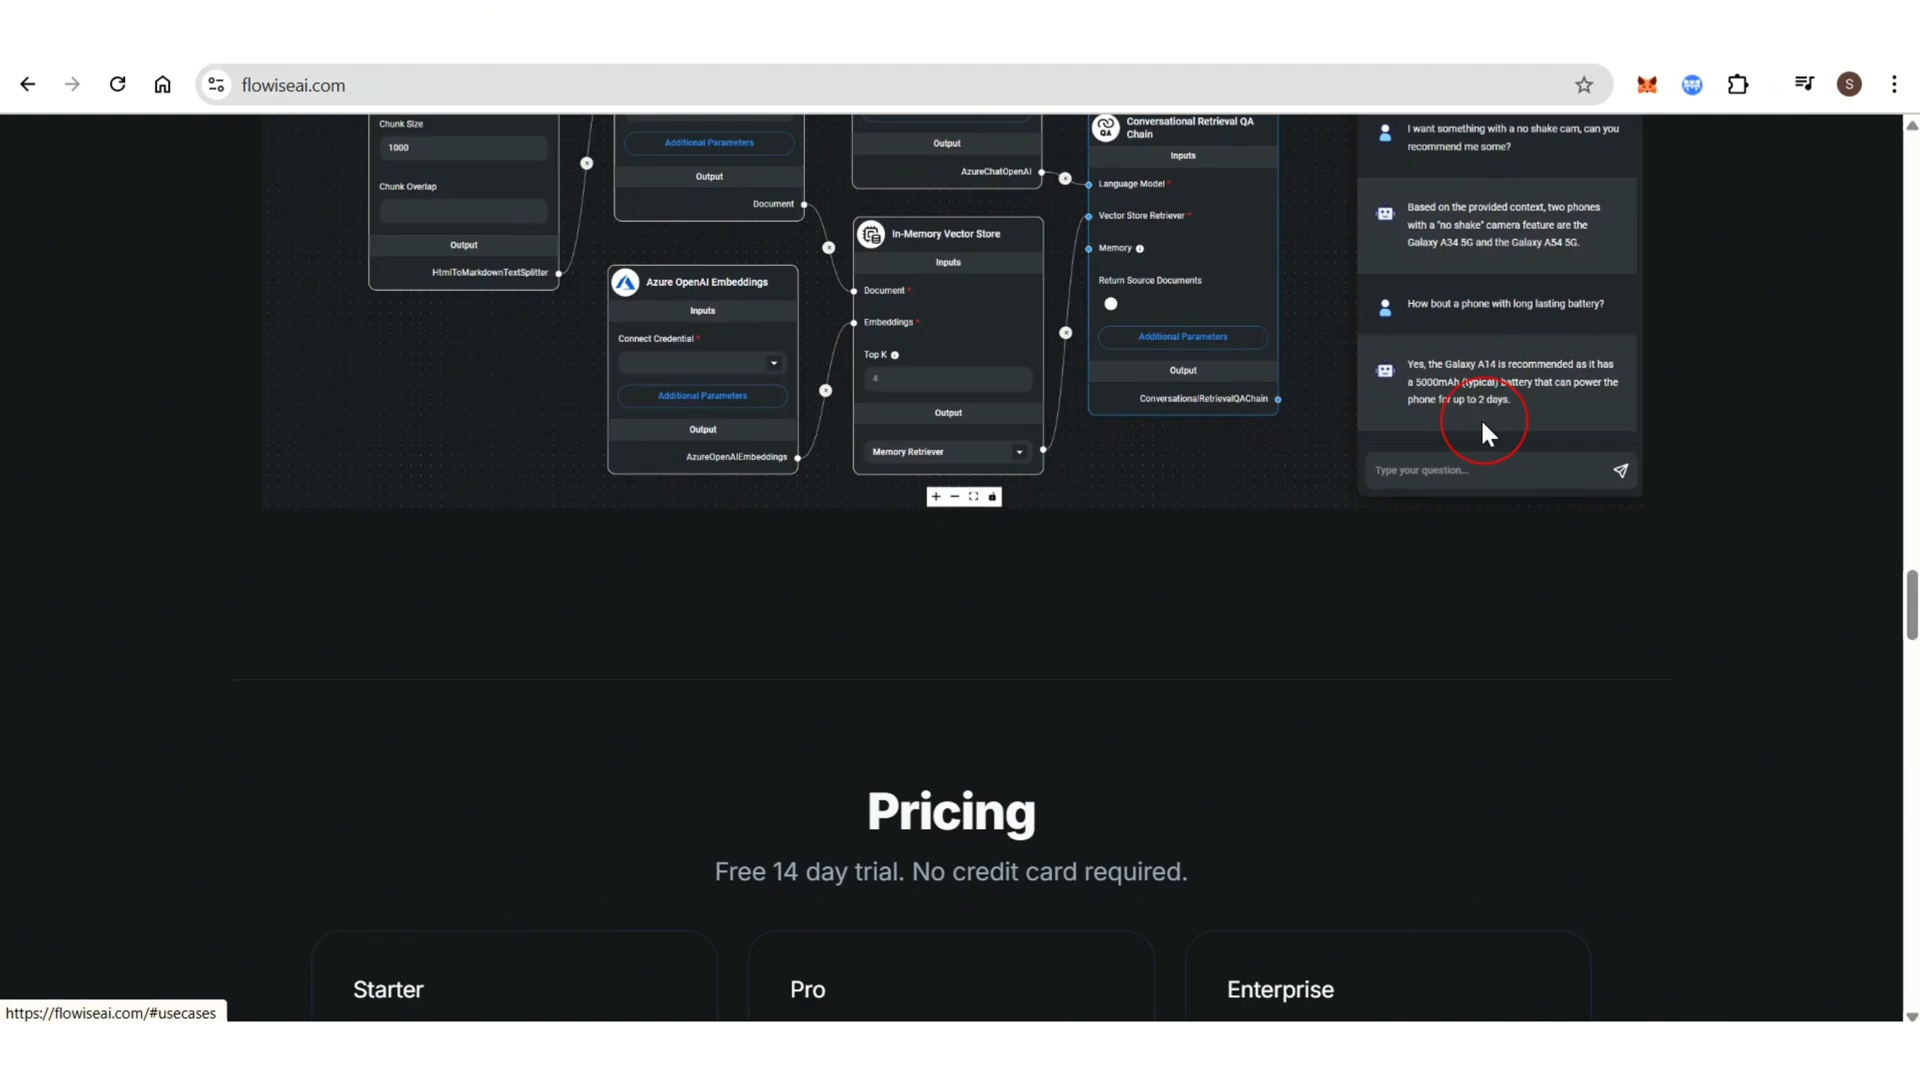 flowiseai.com
S
Chunk Size
1000
Chunk Overlap
Output
HtmlToMarkdownTextSplitter
Additional Parameters
Output
Document
Azure OpenAI Embeddings
Inputs
Connect Credential *
Additional Parameters
Output
AzureOpenAIEmbeddings
Output
AzureChatOpenAI
In-Memory Vector Store
Inputs
Document *
Embeddings *
Top K
4
Output
Memory Retriever
QA
Conversational Retrieval QA
Chain
Inputs
Language Model *
Vector Store Retriever *
Memory
Return Source Documents
Additional Parameters
Output
ConversationalRetrievalQAChain
I want something with a no shake cam, can you
recommend me some?
Based on the provided context, two phones
with a "no shake" camera feature are the
Galaxy A34 5G and the Galaxy A54 5G.
How bout a phone with long lasting battery?
Yes, the Galaxy A14 is recommended as it has
a 5000mAh (typical) battery that can power the
phone for up to 2 days.
Type your question...
Pricing
Free 14 day trial. No credit card required.
Starter
Pro
Enterprise
https://flowiseai.com/#usecases